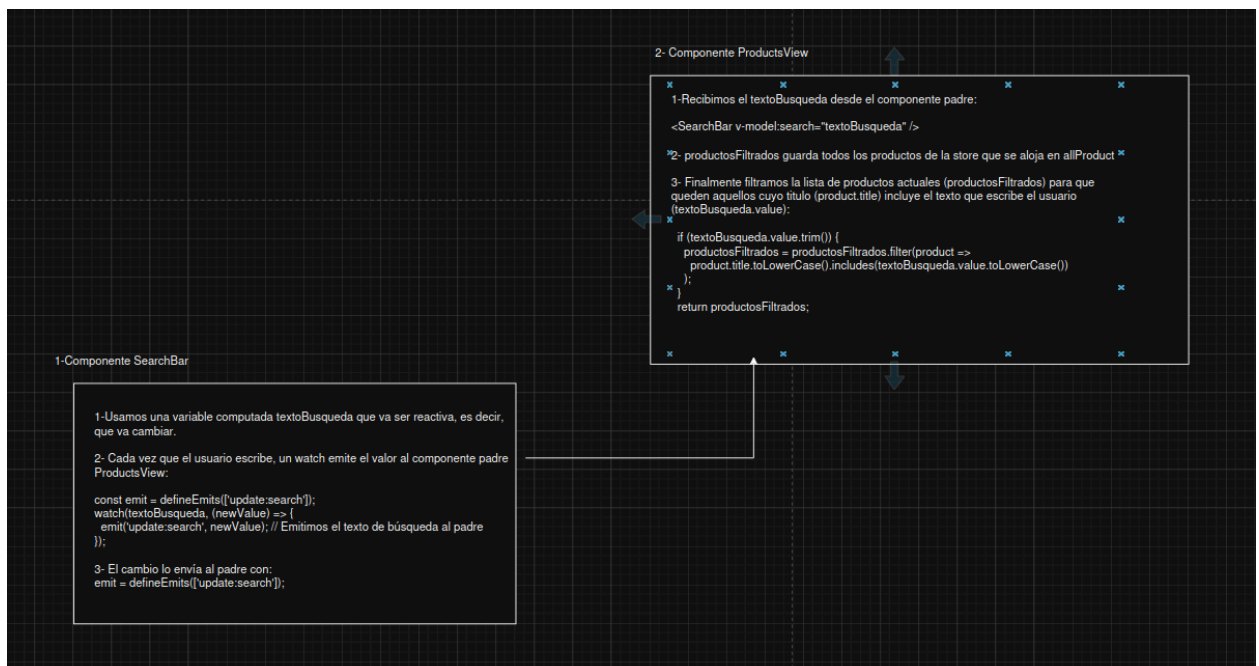 2- Componente ProductsView
1-Recibimos el textoBusqueda desde el componente padre:
<SearchBar v-model:search="textoBusqueda" />
2- productosFiltrados guarda todos los productos de la store que se aloja en allProduct
3- Finalmente filtramos la lista de productos actuales (productosFiltrados) para que
queden aquellos cuyo titulo (product.title) incluye el texto que escribe el usuario
(textoBusqueda.value):
if (textoBusqueda.value.trim()) {
productosFiltrados = productosFiltrados.filter(product =>
product.title.toLowerCase().includes(textoBusqueda.value.toLowerCase())
);
}
return productosFiltrados;
1-Componente SearchBar
1-Usamos una variable computada textoBusqueda que va ser reactiva, es decir,
que va cambiar.
2- Cada vez que el usuario escribe, un watch emite el valor al componente padre
ProductsView:
const emit = defineEmits(['update:search']);
watch(textoBusqueda, (newValue) => {
emit('update:search', newValue); // Emitimos el texto de búsqueda al padre
});
3- El cambio lo envía al padre con:
emit = defineEmits(['update:search']);